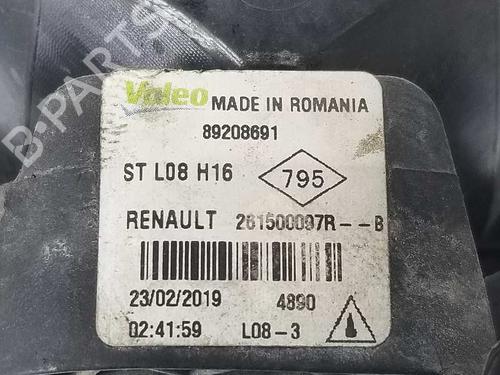 B-PARTS
Valeo MADE IN ROMANIA
89208691
ST L08 H16 795
RENAULT 261500097R--B
23/02/2019 4890
02:41:59 L08-3